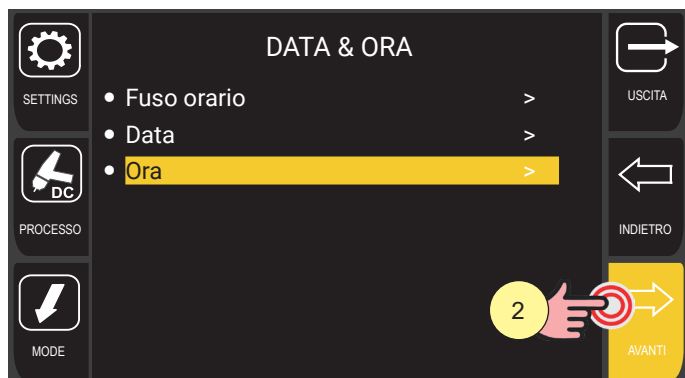 DATA & ORA
SETTINGS
• Fuso orario >
USCITA
• Data >
• Ora >
DC
PROCESSO
INDIETRO
2
MODE
AVANTI